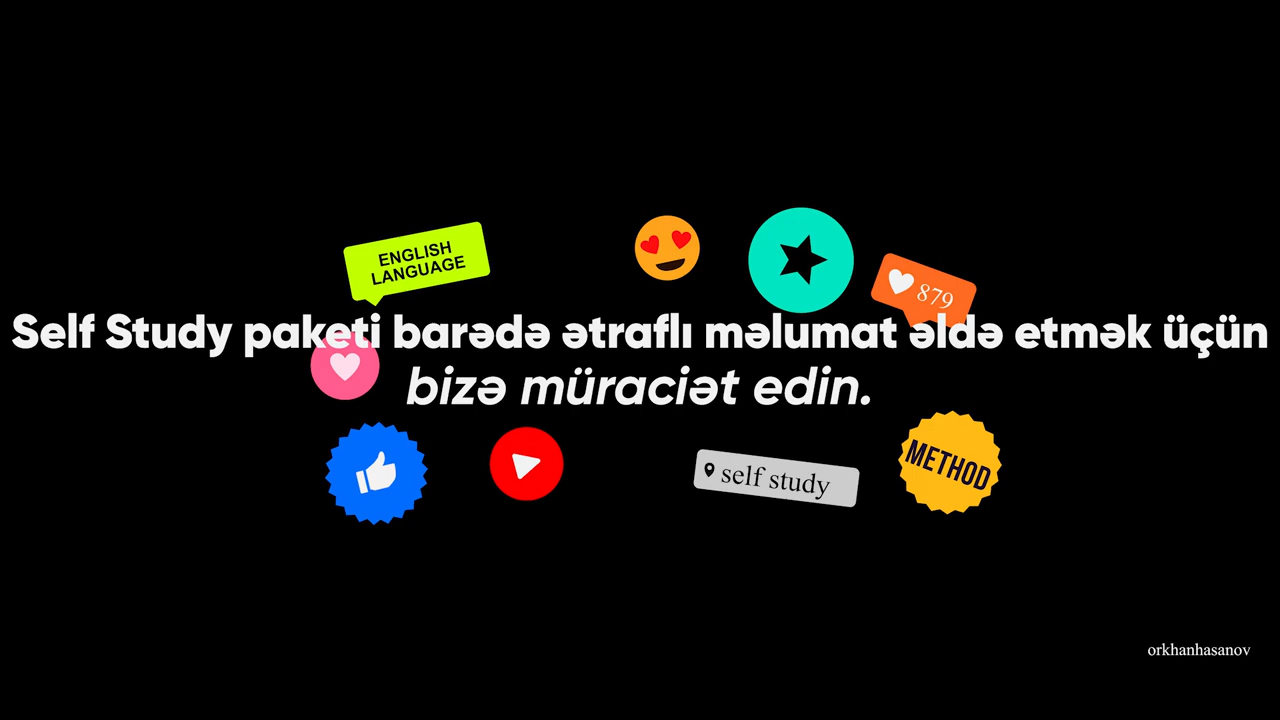 ENGLISH
LANGUAGE
879
Self Study paketi barədə ətraflı məlumat əldə etmək üçün
bizə müraciət edin.
self study
METHOD
orkhanhasanov